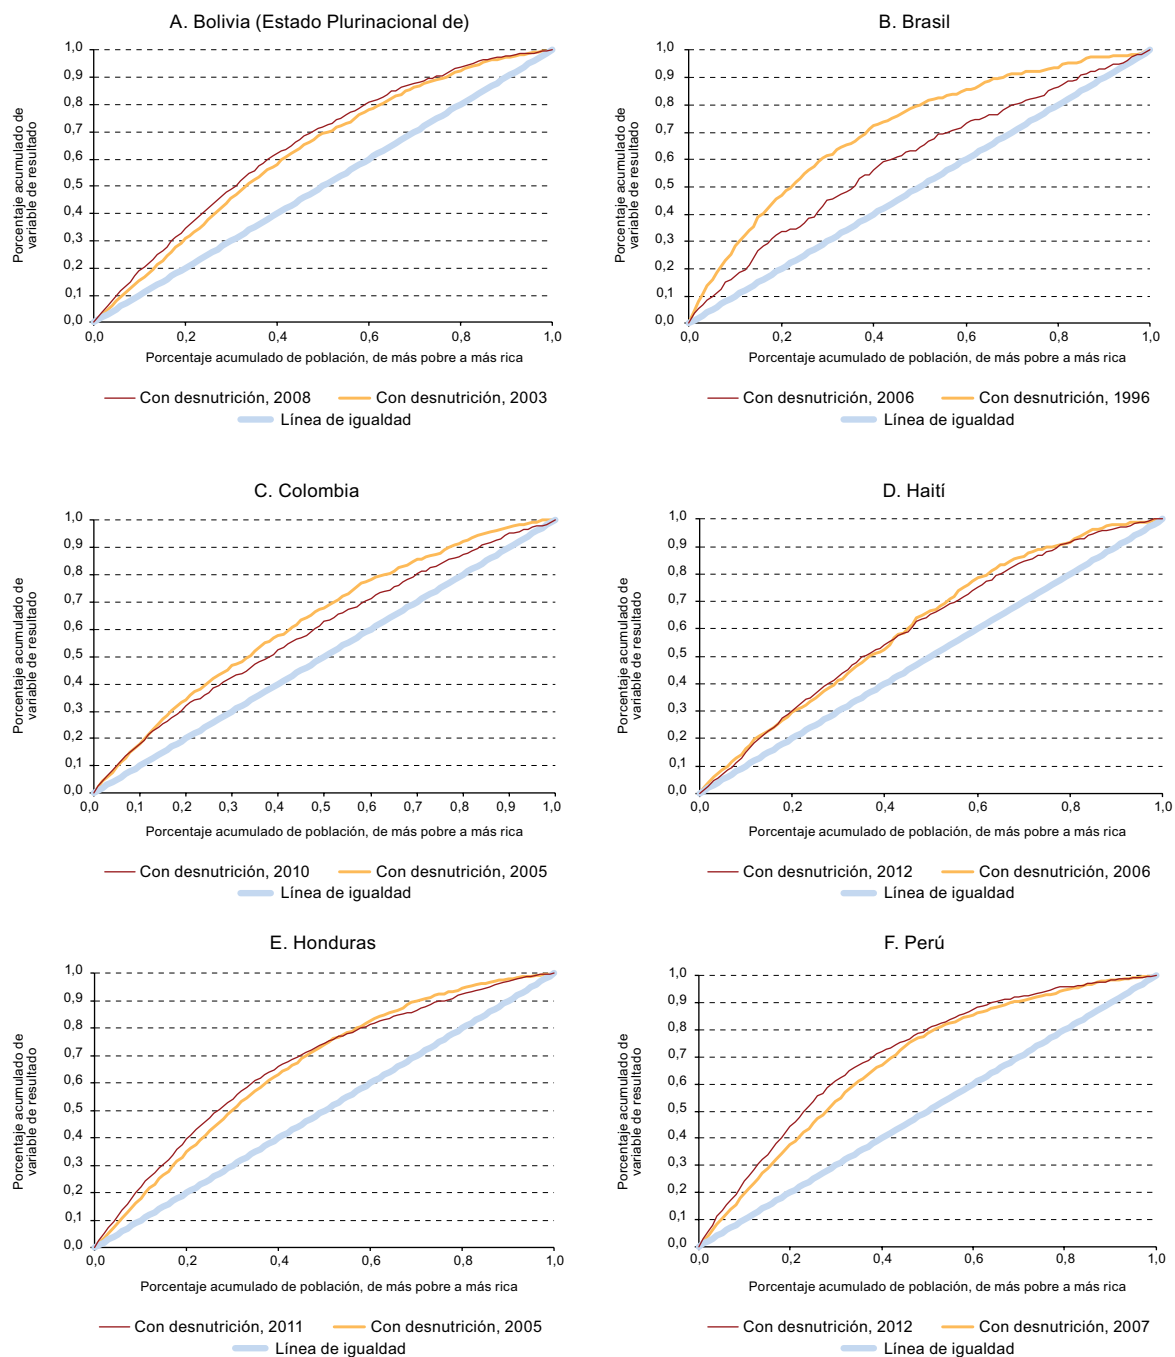 A. Bolivia (Estado Plurinacional de)
Porcentaje acumulado de
variable de resultado
1,0
0,9
0,8
0,7
0,6
0,5
0,4
0,3
0,2
0,1
0,0
0,0 0,2 0,4 0,6 0,8 1,0
Porcentaje acumulado de población, de más pobre a más rica
Con desnutrición, 2008 Con desnutrición, 2003
Línea de igualdad
B. Brasil
Porcentaje acumulado de
variable de resultado
1,0
0,9
0,8
0,7
0,6
0,5
0,4
0,3
0,2
0,1
0,0
0,0 0,2 0,4 0,6 0,8 1,0
Porcentaje acumulado de población, de más pobre a más rica
Con desnutrición, 2006 Con desnutrición, 1996
Línea de igualdad
C. Colombia
Porcentaje acumulado de
variable de resultado
1,0
0,9
0,8
0,7
0,6
0,5
0,4
0,3
0,2
0,1
0,0
0,0 0,1 0,2 0,3 0,4 0,5 0,6 0,7 0,8 0,9 1,0
Porcentaje acumulado de población, de más pobre a más rica
Con desnutrición, 2010 Con desnutrición, 2005
Línea de igualdad
D. Haití
Porcentaje acumulado de
variable de resultado
1,0
0,9
0,8
0,7
0,6
0,5
0,4
0,3
0,2
0,1
0,0
0,0 0,2 0,4 0,6 0,8 1,0
Porcentaje acumulado de población, de más pobre a más rica
Con desnutrición, 2012 Con desnutrición, 2006
Línea de igualdad
E. Honduras
Porcentaje acumulado de
variable de resultado
1,0
0,9
0,8
0,7
0,6
0,5
0,4
0,3
0,2
0,1
0,0
0,0 0,2 0,4 0,6 0,8 1,0
Porcentaje acumulado de población, de más pobre a más rica
Con desnutrición, 2011 Con desnutrición, 2005
Línea de igualdad
F. Perú
Porcentaje acumulado de
variable de resultado
1,0
0,9
0,8
0,7
0,6
0,5
0,4
0,3
0,2
0,1
0,0
0,0 0,2 0,4 0,6 0,8 1,0
Porcentaje acumulado de población, de más pobre a más rica
Con desnutrición, 2012 Con desnutrición, 2007
Línea de igualdad